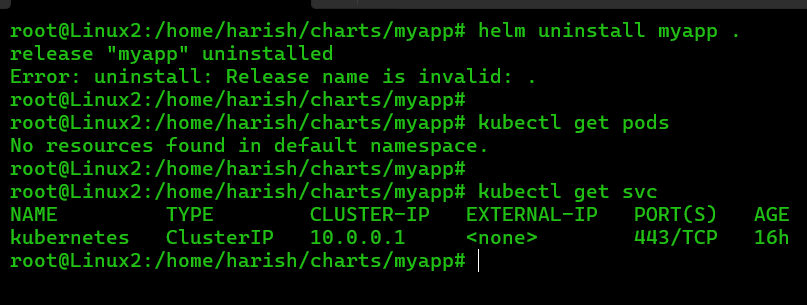 root@Linux2:/home/harish/charts/myapp# helm uninstall myapp .
release "myapp" uninstalled
Error: uninstall: Release name is invalid: .
root@Linux2:/home/harish/charts/myapp#
root@Linux2:/home/harish/charts/myapp# kubectl get pods
No resources found in default namespace.
root@Linux2:/home/harish/charts/myapp#
root@Linux2:/home/harish/charts/myapp# kubectl get svc
NAME         TYPE        CLUSTER-IP   EXTERNAL-IP   PORT(S)   AGE
kubernetes   ClusterIP   10.0.0.1     <none>        443/TCP   16h
root@Linux2:/home/harish/charts/myapp#